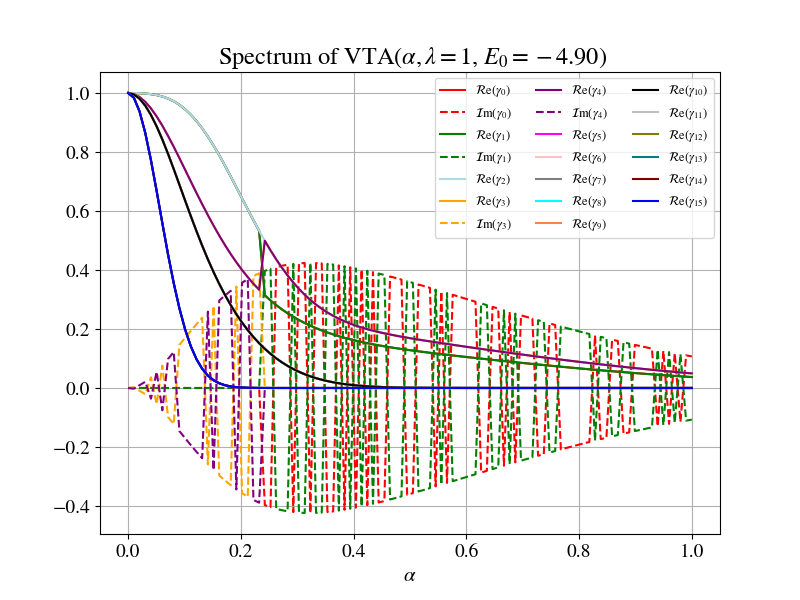 Spectrum of VTA(α, λ = 1, E₀ = −4.90)
ℛe(γ₀)
ℐm(γ₀)
ℛe(γ₁)
ℐm(γ₁)
ℛe(γ₂)
ℛe(γ₃)
ℐm(γ₃)
ℛe(γ₄)
ℐm(γ₄)
ℛe(γ₅)
ℛe(γ₆)
ℛe(γ₇)
ℛe(γ₈)
ℛe(γ₉)
ℛe(γ₁₀)
ℛe(γ₁₁)
ℛe(γ₁₂)
ℛe(γ₁₃)
ℛe(γ₁₄)
ℛe(γ₁₅)
1.0
0.8
0.6
0.4
0.2
0.0
−0.2
−0.4
0.0 0.2 0.4 0.6 0.8 1.0
α